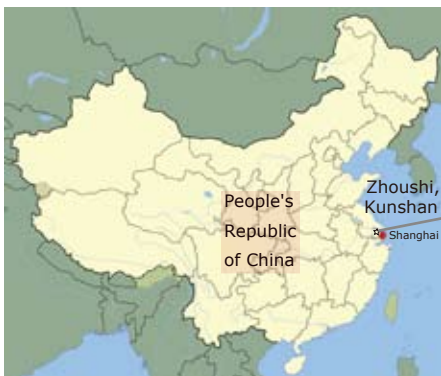 Zhoushi,
Kunshan
People's
Republic
of China
Shanghai